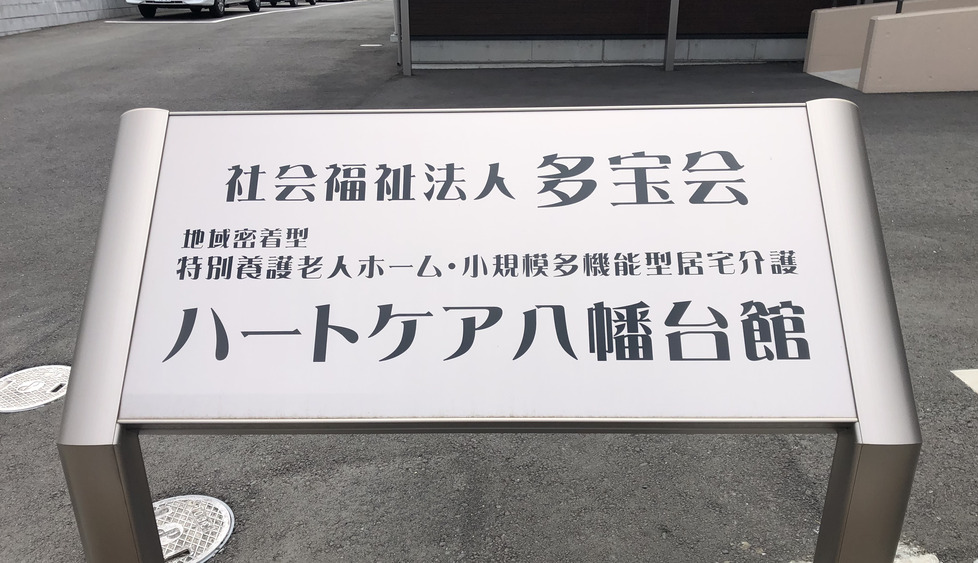 社会福祉法人 多宝会
地域密着型
特別養護老人ホーム・小規模多機能型居宅介護
ハートケア八幡台館